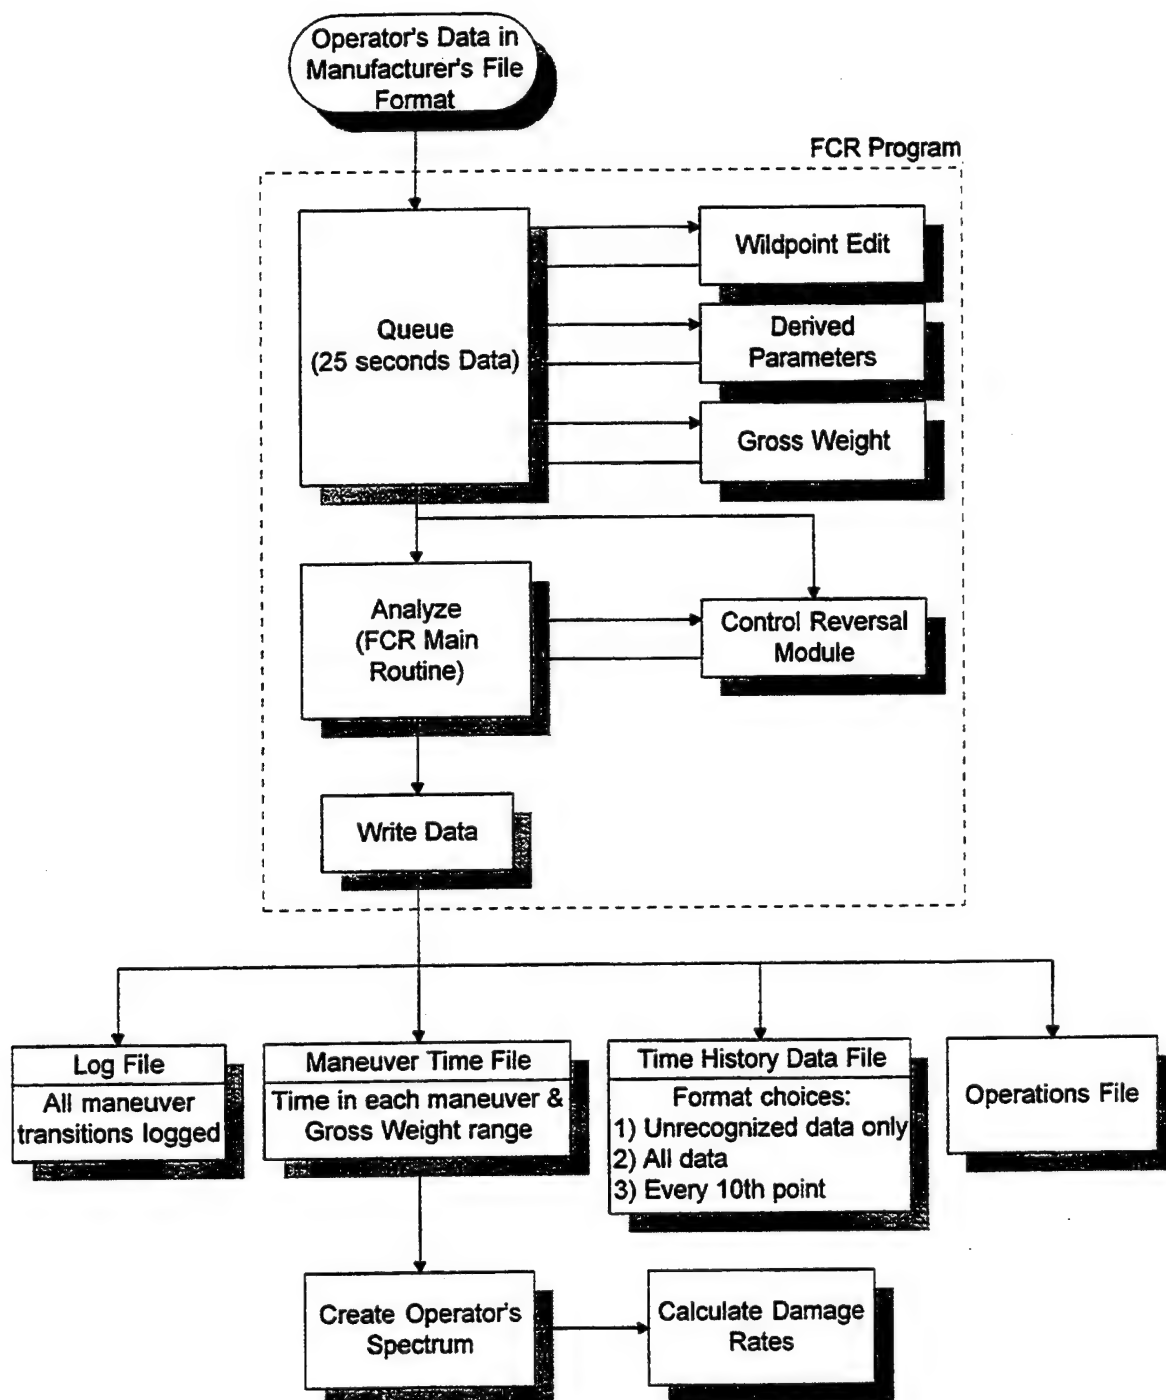 Operator's Data in
Manufacturer's File
Format
FCR Program
Queue
(25 seconds Data)
Wildpoint Edit
Derived
Parameters
Gross Weight
Analyze
(FCR Main
Routine)
Control Reversal
Module
Write Data
Log File
All maneuver
transitions logged
Maneuver Time File
Time in each maneuver &
Gross Weight range
Time History Data File
Format choices:
1) Unrecognized data only
2) All data
3) Every 10th point
Operations File
Create Operator's
Spectrum
Calculate Damage
Rates